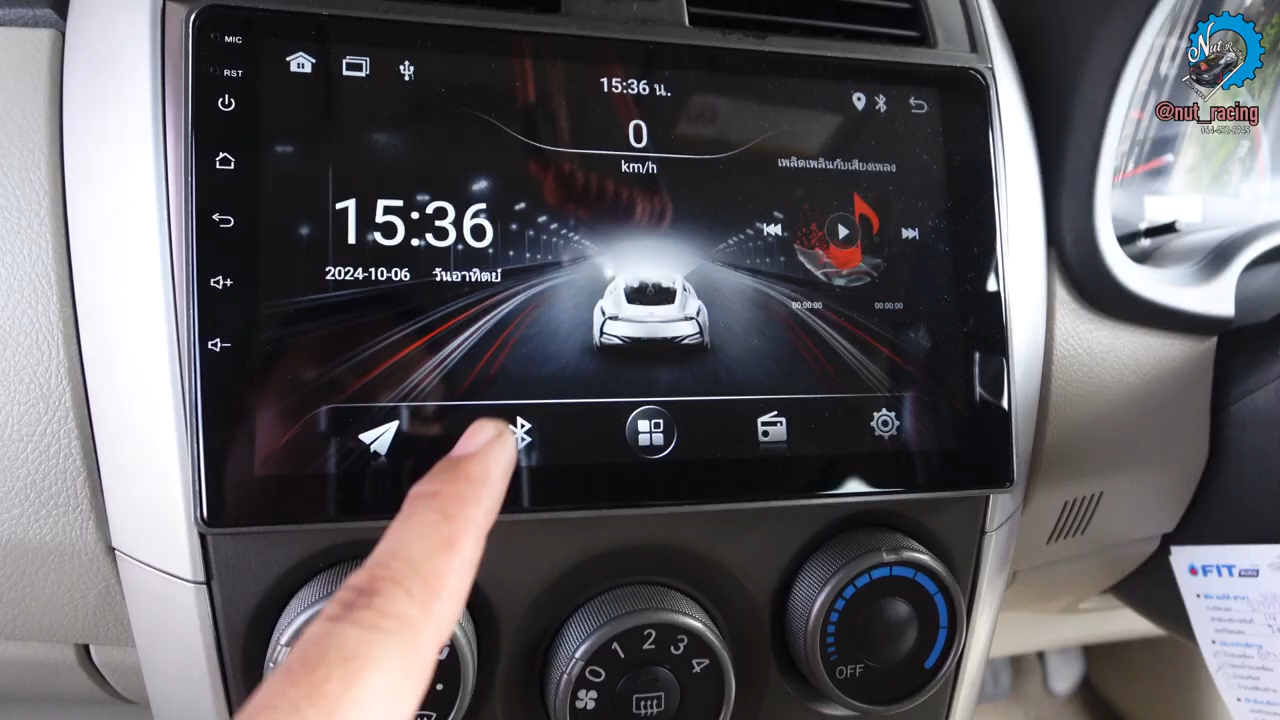 MIC
RST
15:36 น.
0
km/h
เพลิดเพลินกับเสียงเพลง
15:36
2024-10-06 วันอาทิตย์
00:00:00 00:00:00
0 1 2 3 4
OFF
Nut
@nut_racing
FIT